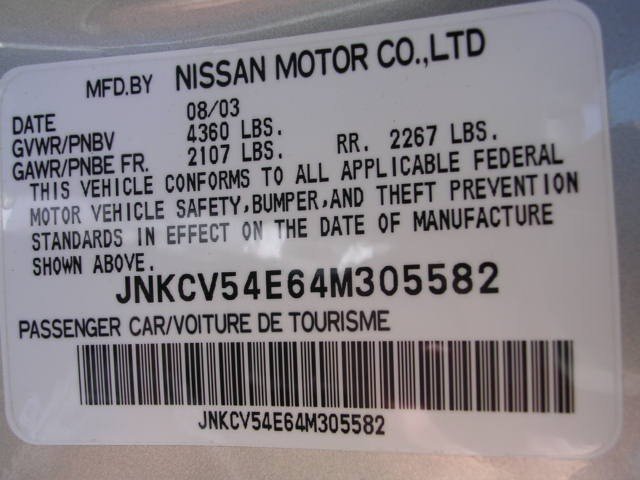 MFD.BY NISSAN MOTOR CO.,LTD
DATE 08/03
GVWR/PNBV 4360 LBS.
GAWR/PNBE FR. 2107 LBS. RR. 2267 LBS.
THIS VEHICLE CONFORMS TO ALL APPLICABLE FEDERAL
MOTOR VEHICLE SAFETY,BUMPER,AND THEFT PREVENTION
STANDARDS IN EFFECT ON THE DATE OF MANUFACTURE
SHOWN ABOVE.
JNKCV54E64M305582
PASSENGER CAR/VOITURE DE TOURISME
JNKCV54E64M305582